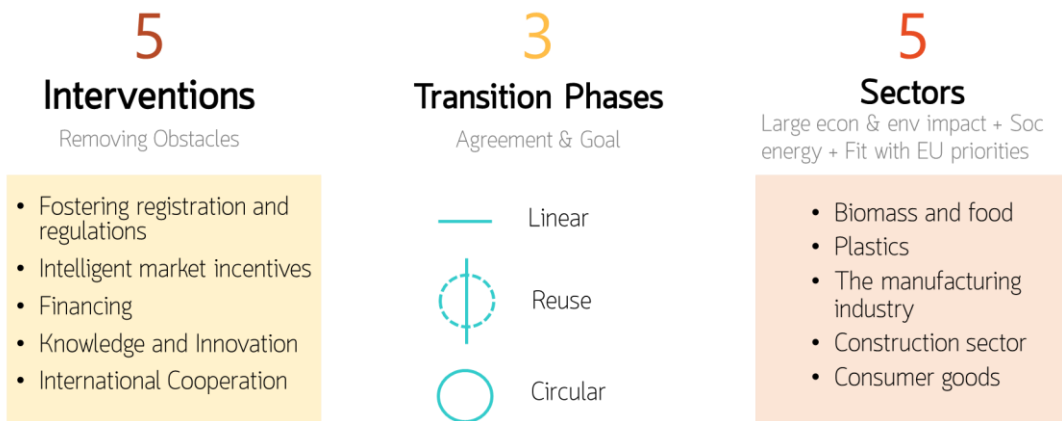 5
Interventions
Removing Obstacles
• Fostering registration and
regulations
• Intelligent market incentives
• Financing
• Knowledge and Innovation
• International Cooperation
3
Transition Phases
Agreement & Goal
Linear
Reuse
Circular
5
Sectors
Large econ & env impact + Soc
energy + Fit with EU priorities
• Biomass and food
• Plastics
• The manufacturing
industry
• Construction sector
• Consumer goods